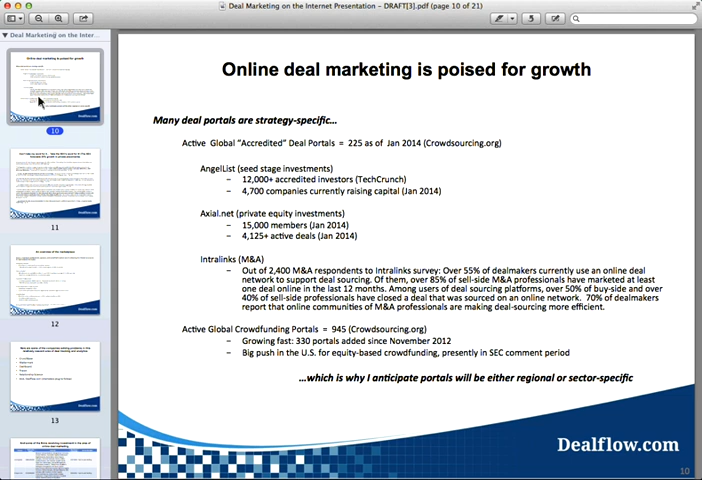 Deal Marketing on the Internet Presentation - DRAFT[3].pdf (page 10 of 21)
Deal Marketing on the Inter...
10
11
12
13
Online deal marketing is poised for growth
Many deal portals are strategy-specific...
Active Global "Accredited" Deal Portals = 225 as of Jan 2014 (Crowdsourcing.org)
AngelList (seed stage investments)
– 12,000+ accredited investors (TechCrunch)
– 4,700 companies currently raising capital (Jan 2014)
Axial.net (private equity investments)
– 15,000 members (Jan 2014)
– 4,125+ active deals (Jan 2014)
Intralinks (M&A)
– Out of 2,400 M&A respondents to Intralinks survey: Over 55% of dealmakers currently use an online deal
network to support deal sourcing. Of them, over 85% of sell-side M&A professionals have marketed at least
one deal online in the last 12 months. Among users of deal sourcing platforms, over 50% of buy-side and over
40% of sell-side professionals have closed a deal that was sourced on an online network. 70% of dealmakers
report that online communities of M&A professionals are making deal-sourcing more efficient.
Active Global Crowdfunding Portals = 945 (Crowdsourcing.org)
– Growing fast: 330 portals added since November 2012
– Big push in the U.S. for equity-based crowdfunding, presently in SEC comment period
...which is why I anticipate portals will be either regional or sector-specific
Dealflow.com
10